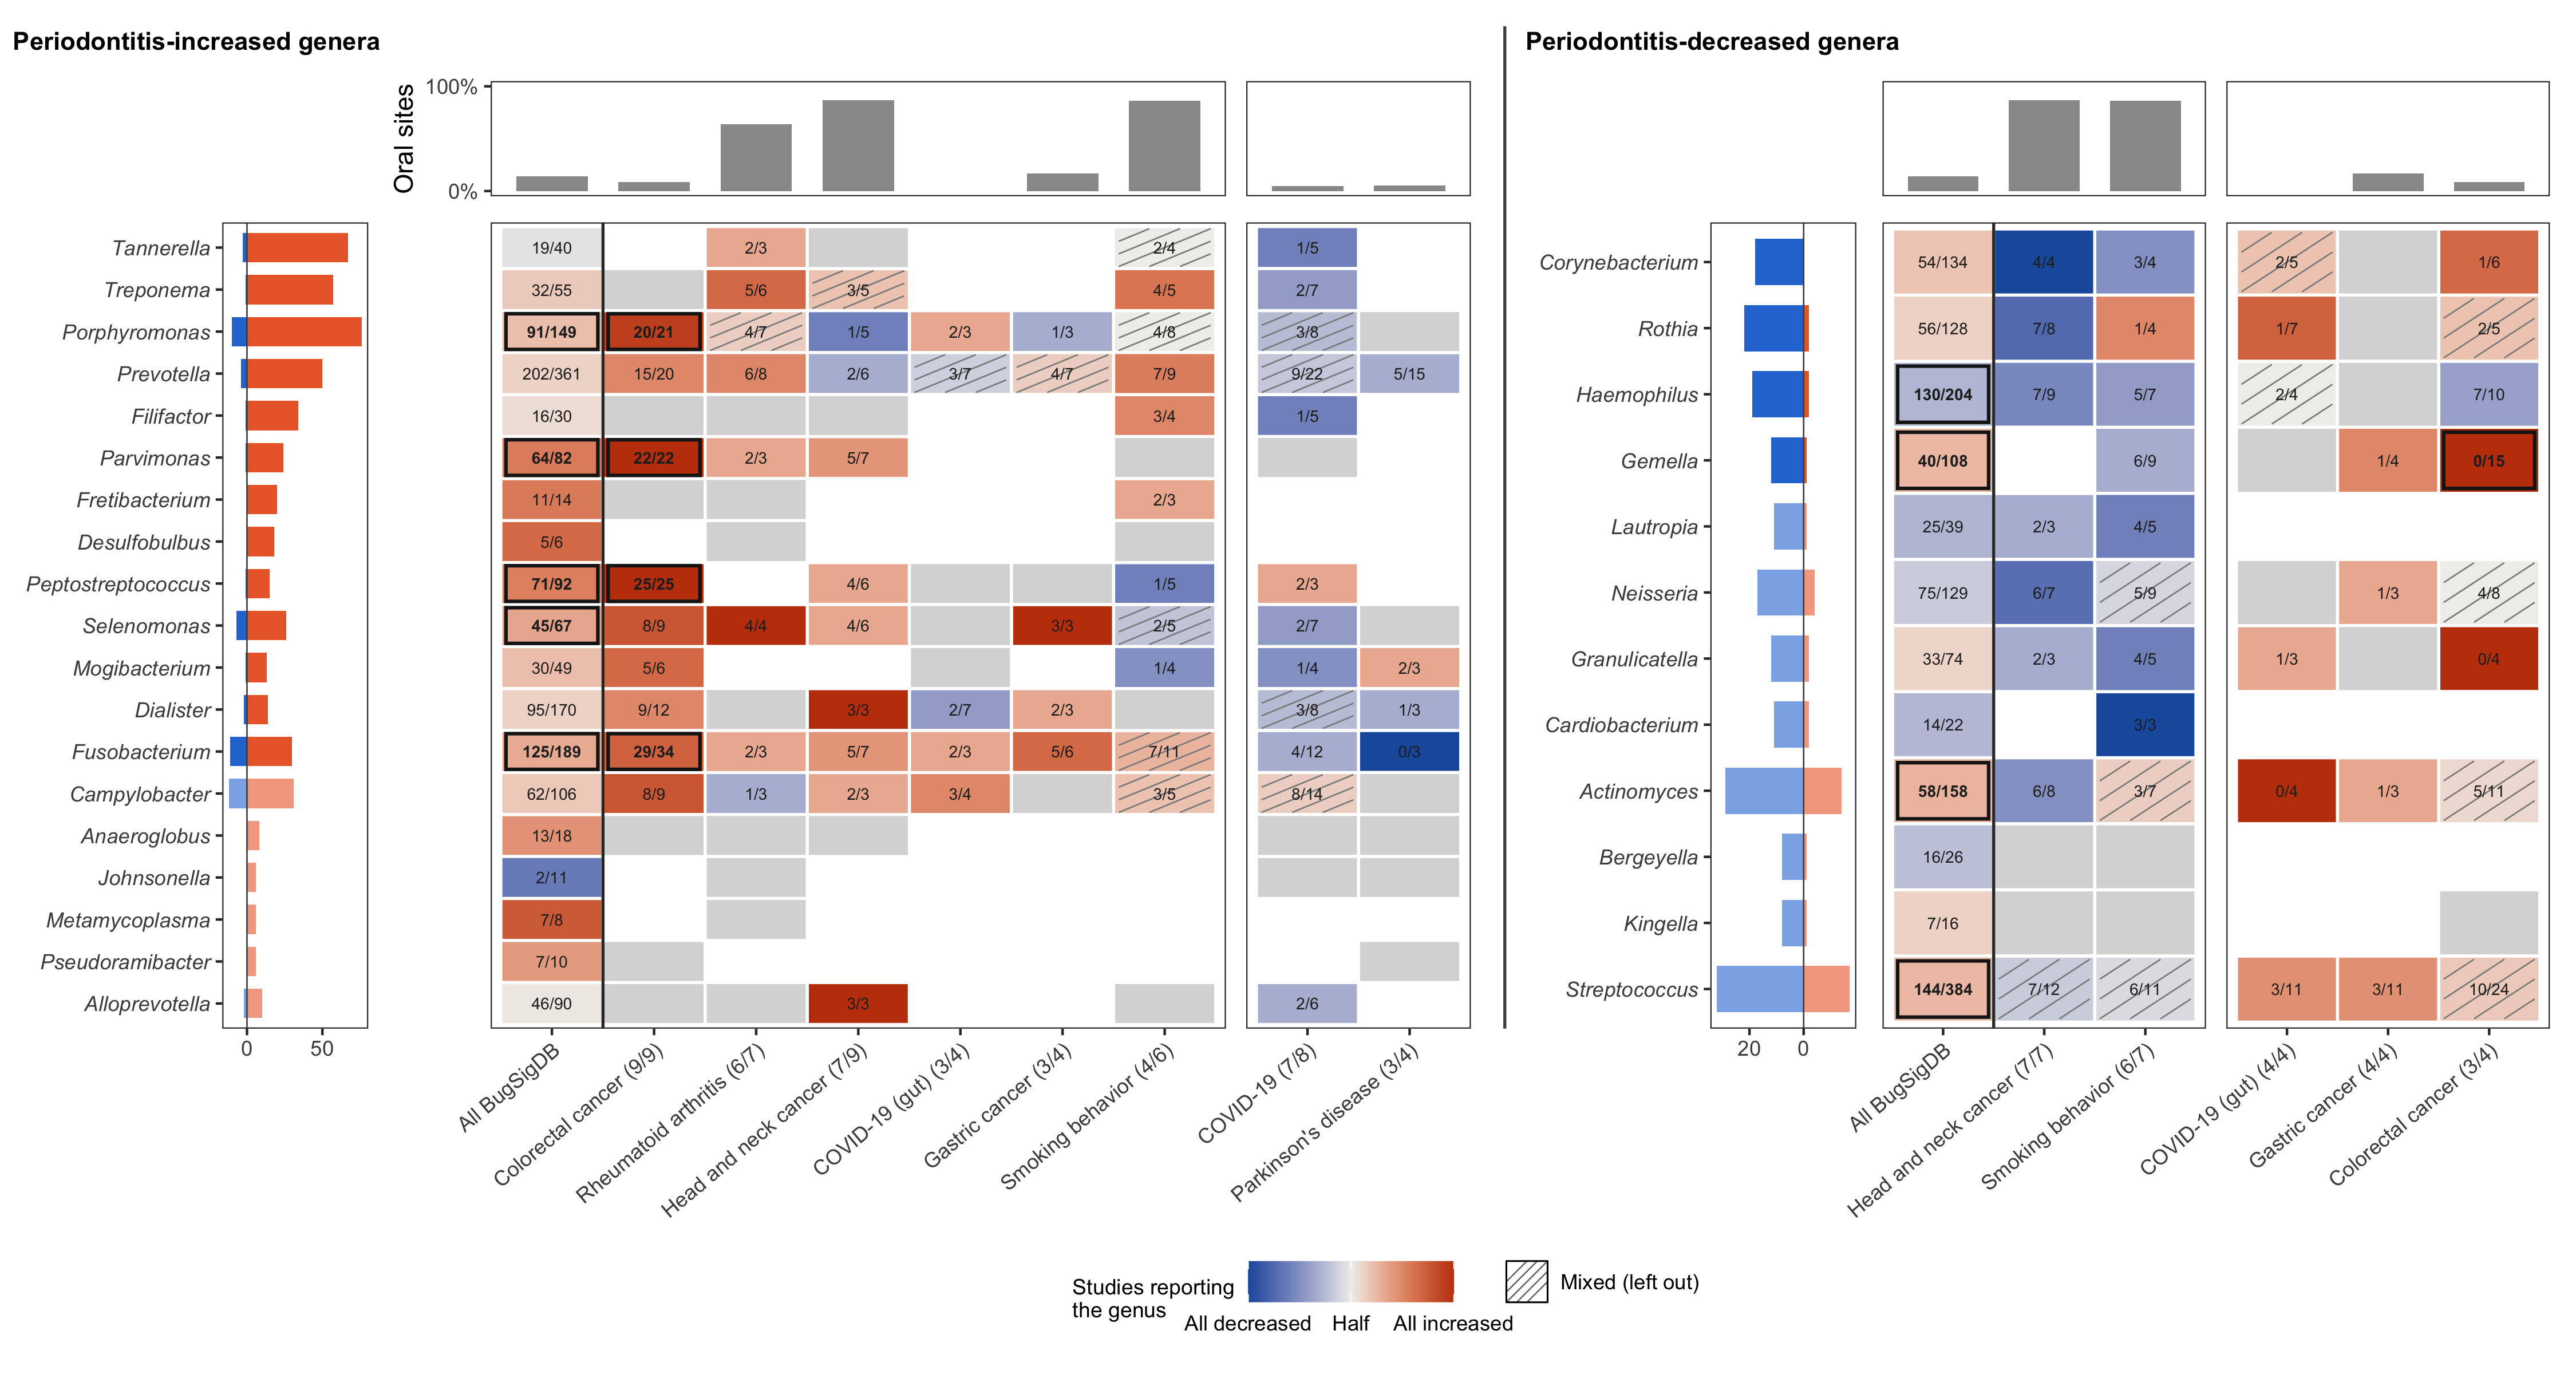 Periodontitis-increased genera
Periodontitis-decreased genera
Oral sites
100%
0%
Tannerella 19/40 2/3 2/4 1/5
Treponema 32/55 5/6 3/5 4/5 2/7
Porphyromonas 91/149 20/21 4/7 1/5 2/3 1/3 4/8 3/8
Prevotella 202/361 15/20 6/8 2/6 3/7 4/7 7/9 9/22 5/15
Filifactor 16/30 3/4 1/5
Parvimonas 64/82 22/22 2/3 5/7
Fretibacterium 11/14 2/3
Desulfobulbus 5/6
Peptostreptococcus 71/92 25/25 4/6 1/5 2/3
Selenomonas 45/67 8/9 4/4 4/6 3/3 2/5 2/7
Mogibacterium 30/49 5/6 1/4 1/4 2/3
Dialister 95/170 9/12 3/3 2/7 2/3 3/8 1/3
Fusobacterium 125/189 29/34 2/3 5/7 2/3 5/6 7/11 4/12 0/3
Campylobacter 62/106 8/9 1/3 2/3 3/4 3/5 8/14
Anaeroglobus 13/18
Johnsonella 2/11
Metamycoplasma 7/8
Pseudoramibacter 7/10
Alloprevotella 46/90 3/3 2/6
0 50
All BugSigDB
Colorectal cancer (9/9)
Rheumatoid arthritis (6/7)
Head and neck cancer (7/9)
COVID-19 (gut) (3/4)
Gastric cancer (3/4)
Smoking behavior (4/6)
COVID-19 (7/8)
Parkinson's disease (3/4)
Corynebacterium 54/134 4/4 3/4 2/5 1/6
Rothia 56/128 7/8 1/4 1/7 2/5
Haemophilus 130/204 7/9 5/7 2/4 7/10
Gemella 40/108 6/9 1/4 0/15
Lautropia 25/39 2/3 4/5
Neisseria 75/129 6/7 5/9 1/3 4/8
Granulicatella 33/74 2/3 4/5 1/3 0/4
Cardiobacterium 14/22 3/3
Actinomyces 58/158 6/8 3/7 0/4 1/3 5/11
Bergeyella 16/26
Kingella 7/16
Streptococcus 144/384 7/12 6/11 3/11 3/11 10/24
20 0
All BugSigDB
Head and neck cancer (7/7)
Smoking behavior (6/7)
COVID-19 (gut) (4/4)
Gastric cancer (4/4)
Colorectal cancer (3/4)
Studies reporting
the genus
All decreased Half All increased
Mixed (left out)